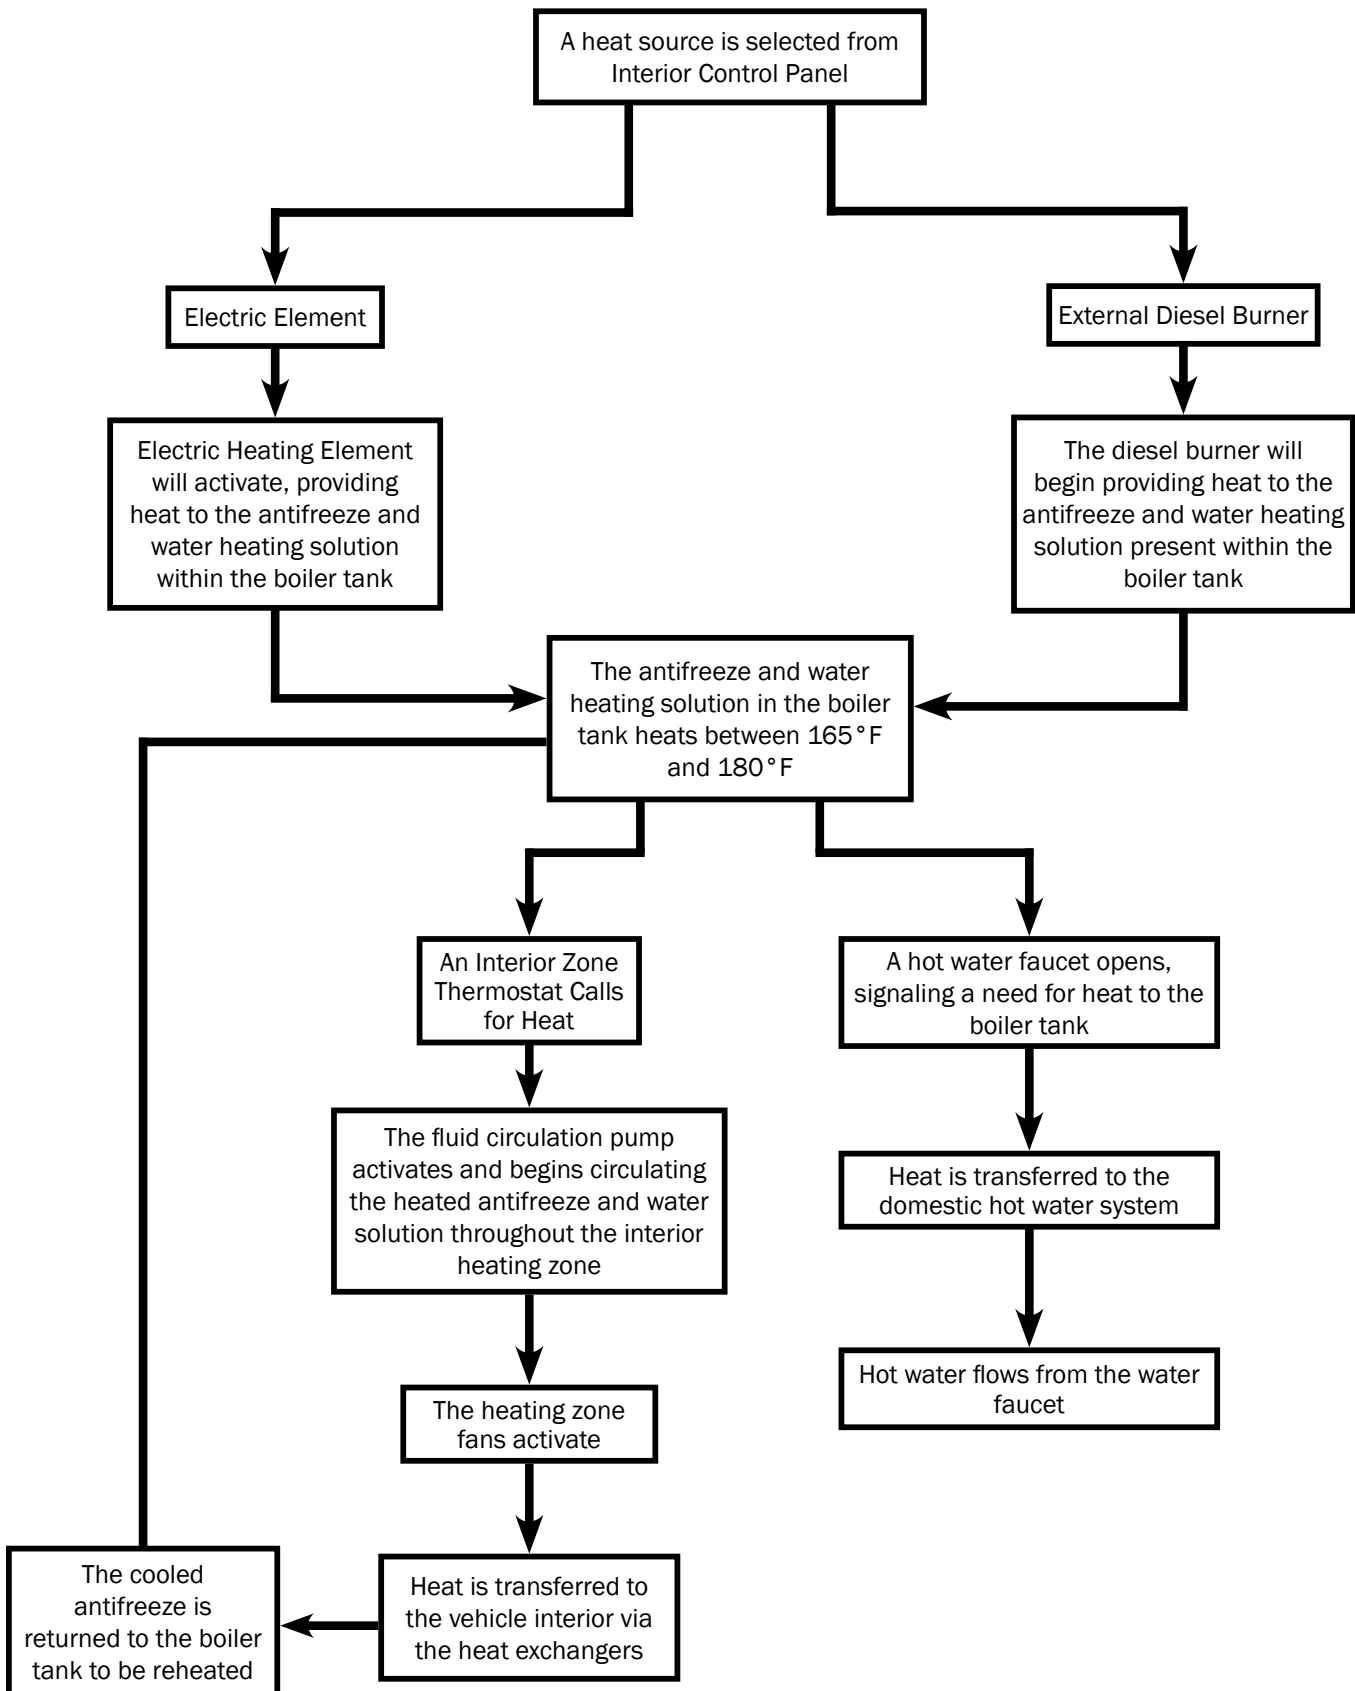 A heat source is selected from
Interior Control Panel
Electric Element
External Diesel Burner
Electric Heating Element
will activate, providing
heat to the antifreeze and
water heating solution
within the boiler tank
The diesel burner will
begin providing heat to the
antifreeze and water heating
solution present within the
boiler tank
The antifreeze and water
heating solution in the boiler
tank heats between 165°F
and 180°F
An Interior Zone
Thermostat Calls
for Heat
A hot water faucet opens,
signaling a need for heat to the
boiler tank
The fluid circulation pump
activates and begins circulating
the heated antifreeze and water
solution throughout the interior
heating zone
Heat is transferred to the
domestic hot water system
Hot water flows from the water
faucet
The heating zone
fans activate
Heat is transferred to
the vehicle interior via
the heat exchangers
The cooled
antifreeze is
returned to the boiler
tank to be reheated